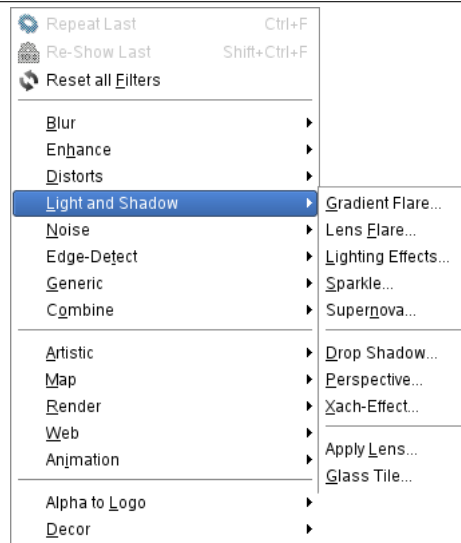 Repeat Last Ctrl+F
Re-Show Last Shift+Ctrl+F
Reset all Filters
Blur
Enhance
Distorts
Light and Shadow
Noise
Edge-Detect
Generic
Combine
Artistic
Map
Render
Web
Animation
Alpha to Logo
Decor
Gradient Flare...
Lens Flare...
Lighting Effects...
Sparkle...
Supernova...
Drop Shadow...
Perspective...
Xach-Effect...
Apply Lens...
Glass Tile...